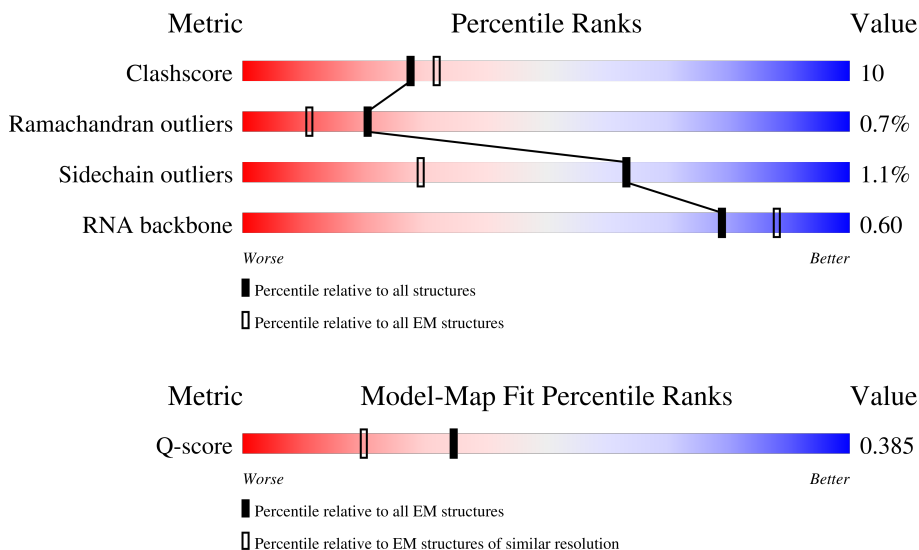 Metric Percentile Ranks Value
Clashscore 10
Ramachandran outliers 0.7%
Sidechain outliers 1.1%
RNA backbone 0.60
Worse Better
Percentile relative to all structures
Percentile relative to all EM structures
Metric Model-Map Fit Percentile Ranks Value
Q-score 0.385
Worse Better
Percentile relative to all EM structures
Percentile relative to EM structures of similar resolution